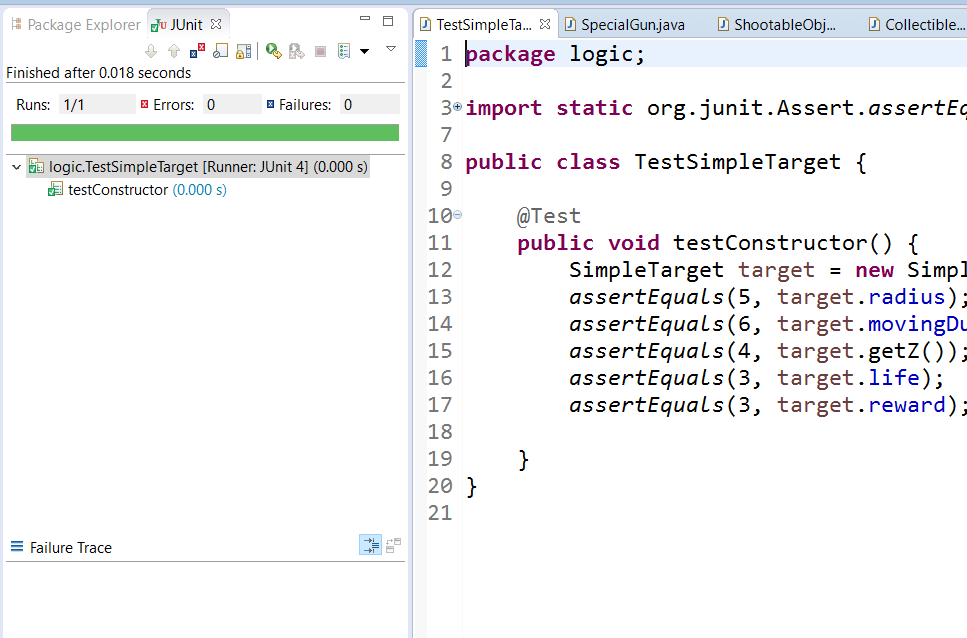 Package Explorer JUnit
Finished after 0.018 seconds
Runs: 1/1 Errors: 0 Failures: 0
logic.TestSimpleTarget [Runner: JUnit 4] (0.000 s)
testConstructor (0.000 s)
Failure Trace
TestSimpleTa... SpecialGun.java ShootableObj... Collectible...
1 package logic;
2
3 import static org.junit.Assert.assertEq
7
8 public class TestSimpleTarget {
9
10 @Test
11 public void testConstructor() {
12 SimpleTarget target = new Simpl
13 assertEquals(5, target.radius);
14 assertEquals(6, target.movingDu
15 assertEquals(4, target.getZ());
16 assertEquals(3, target.life);
17 assertEquals(3, target.reward);
18
19 }
20 }
21